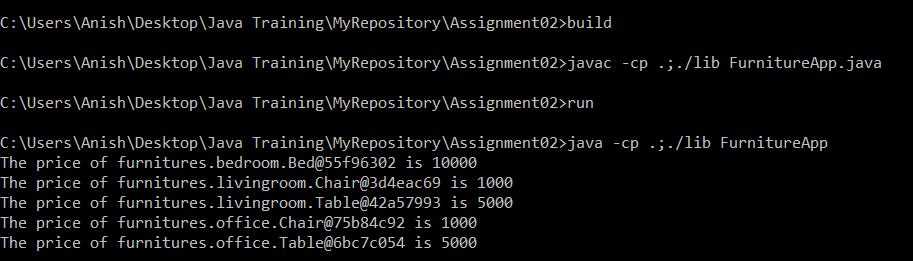 C:\Users\Anish\Desktop\Java Training\MyRepository\Assignment02>build
C:\Users\Anish\Desktop\Java Training\MyRepository\Assignment02>javac -cp .;./lib FurnitureApp.java
C:\Users\Anish\Desktop\Java Training\MyRepository\Assignment02>run
C:\Users\Anish\Desktop\Java Training\MyRepository\Assignment02>java -cp .;./lib FurnitureApp
The price of furnitures.bedroom.Bed@55f96302 is 10000
The price of furnitures.livingroom.Chair@3d4eac69 is 1000
The price of furnitures.livingroom.Table@42a57993 is 5000
The price of furnitures.office.Chair@75b84c92 is 1000
The price of furnitures.office.Table@6bc7c054 is 5000